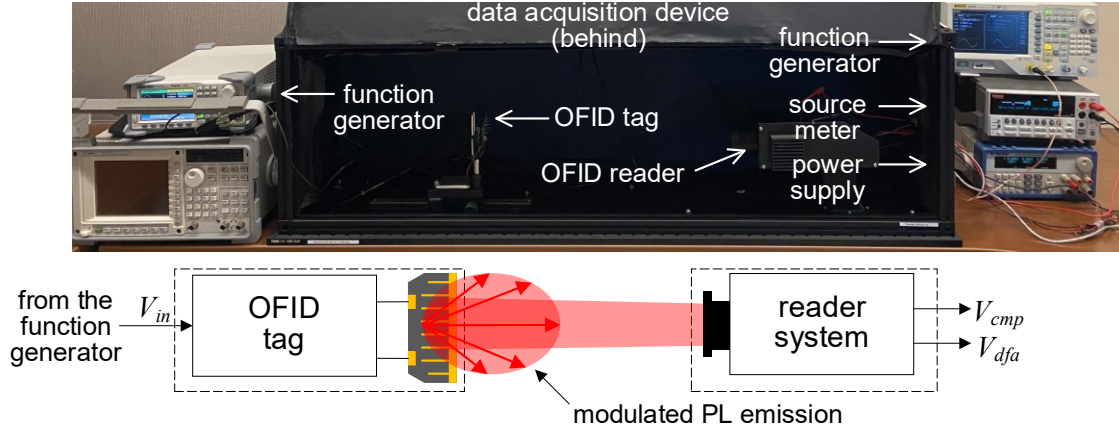 data acquisition device
(behind)
function
generator
function
generator
OFID tag
source
meter
OFID reader
power
supply
from the
function
generator
V_in
OFID
tag
reader
system
V_cmp
V_dfa
modulated PL emission